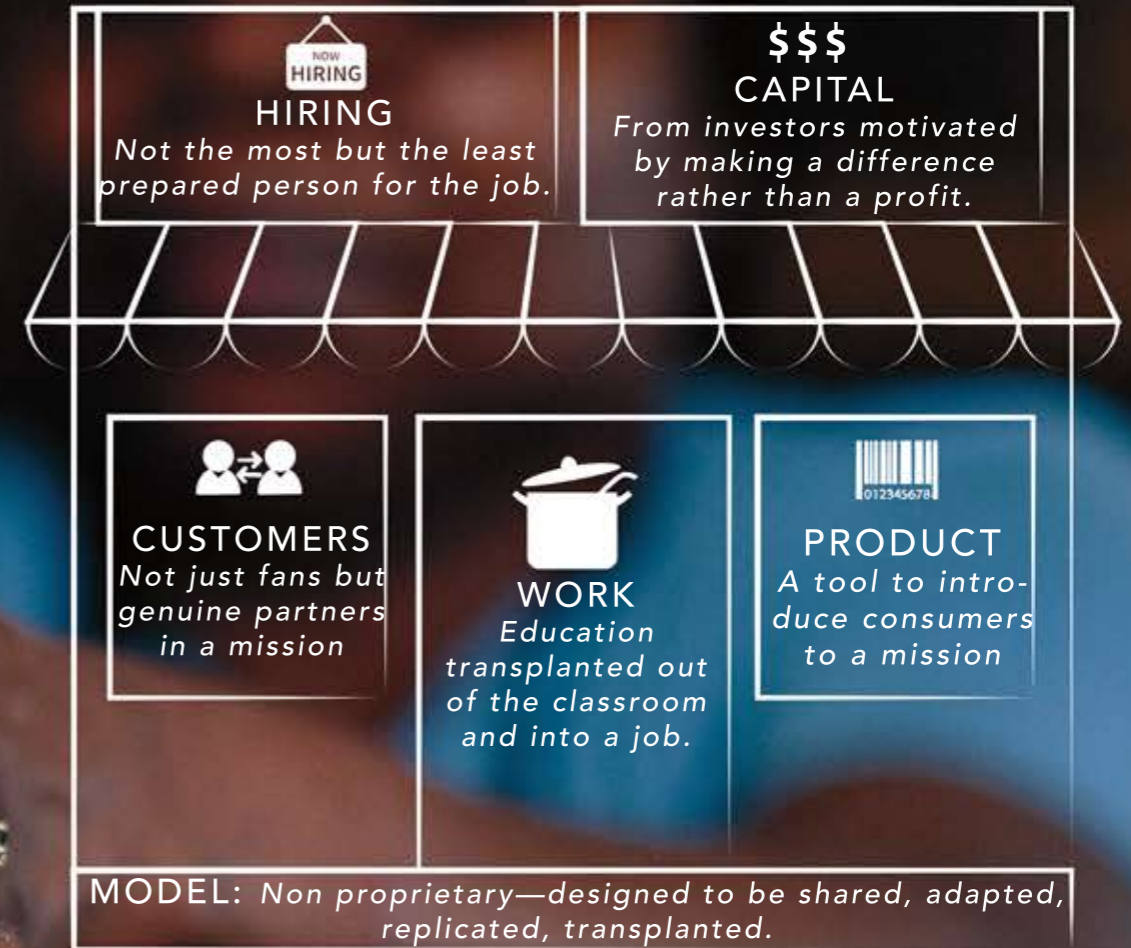 NOW
HIRING
HIRING
Not the most but the least
prepared person for the job.
$$$
CAPITAL
From investors motivated
by making a difference
rather than a profit.
CUSTOMERS
Not just fans but
genuine partners
in a mission
WORK
Education
transplanted out
of the classroom
and into a job.
012345678
PRODUCT
A tool to intro-
duce consumers
to a mission
MODEL: Non proprietary—designed to be shared, adapted,
replicated, transplanted.